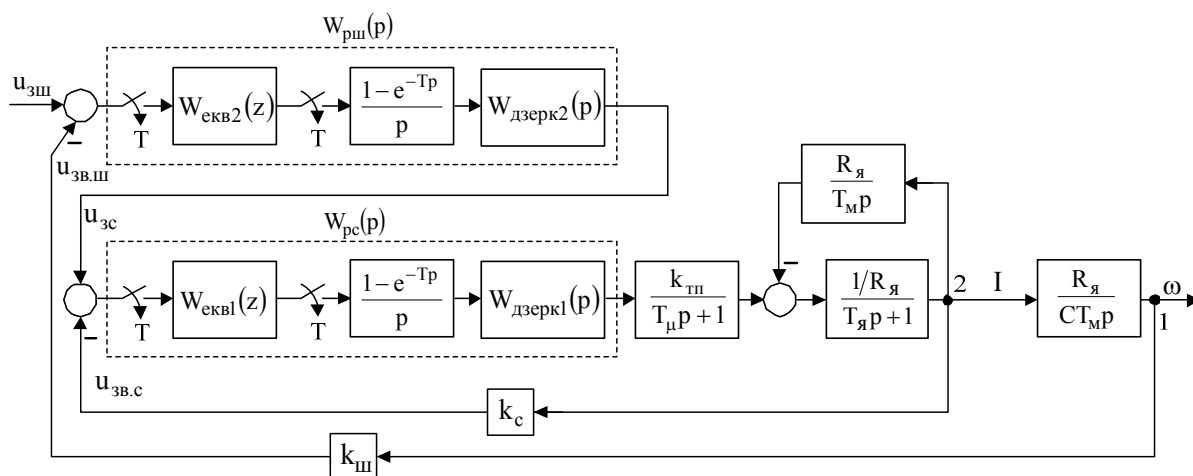 W_рш(p)
u_зш
T
W_екв2(z)
T
1 − e^−Tp
p
W_дзерк2(p)
−
u_зв.ш
u_зс
W_рс(p)
T
W_екв1(z)
T
1 − e^−Tp
p
W_дзерк1(p)
k_тп
T_μ p + 1
−
R_я
T_м p
1/R_я
T_я p + 1
2
I
R_я
CT_м p
ω
1
−
u_зв.с
k_с
k_ш